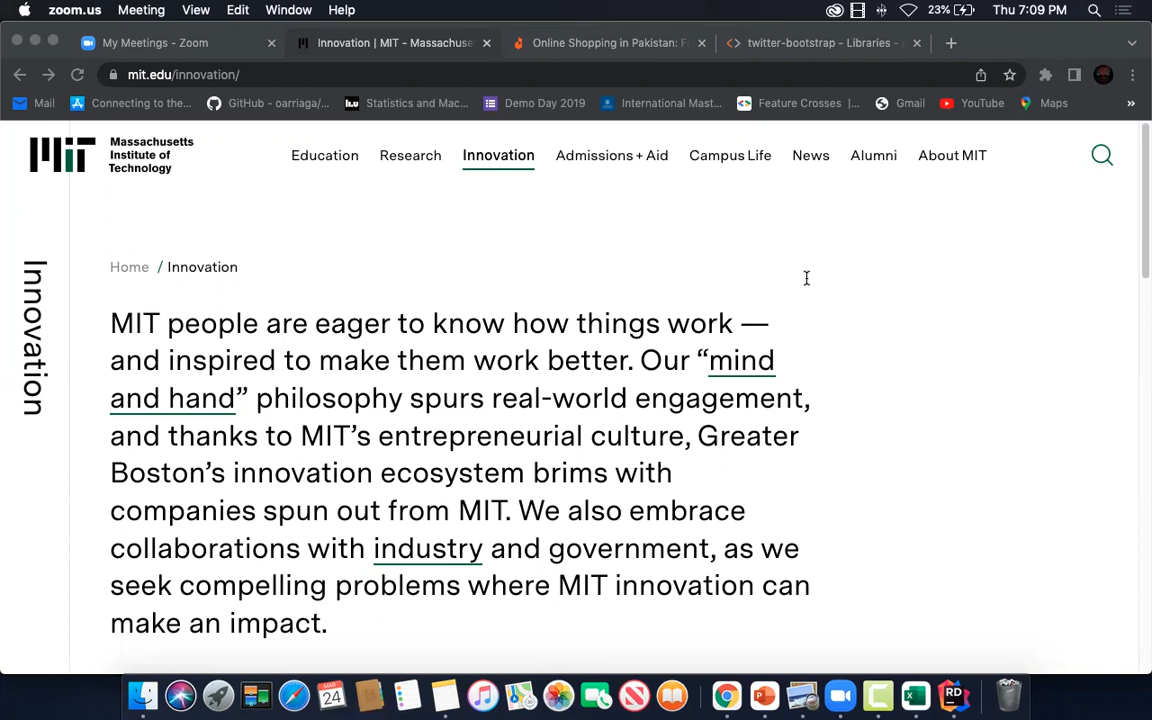 zoom.us Meeting View Edit Window Help 23% Thu 7:09 PM
My Meetings - Zoom Innovation | MIT - Massachuse Online Shopping in Pakistan: F twitter-bootstrap - Libraries -
mit.edu/innovation/
Mail Connecting to the... GitHub - oarriaga/... Statistics and Mac... Demo Day 2019 International Mast... Feature Crosses |... Gmail YouTube Maps »
Massachusetts
Institute of
Technology
Education Research Innovation Admissions + Aid Campus Life News Alumni About MIT
Innovation
Home / Innovation
MIT people are eager to know how things work —
and inspired to make them work better. Our “mind
and hand” philosophy spurs real-world engagement,
and thanks to MIT’s entrepreneurial culture, Greater
Boston’s innovation ecosystem brims with
companies spun out from MIT. We also embrace
collaborations with industry and government, as we
seek compelling problems where MIT innovation can
make an impact.
MAR
24
RD